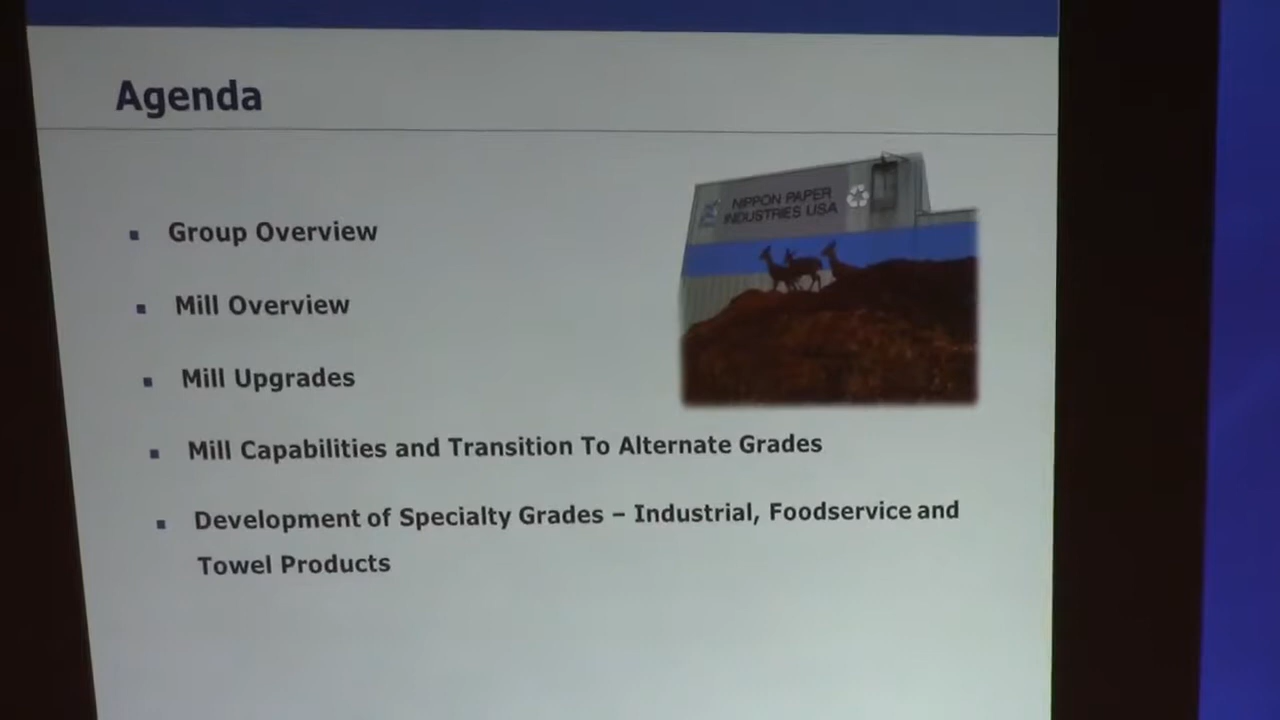 Agenda
NIPPON PAPER
INDUSTRIES USA
Group Overview
Mill Overview
Mill Upgrades
Mill Capabilities and Transition To Alternate Grades
Development of Specialty Grades – Industrial, Foodservice and
Towel Products